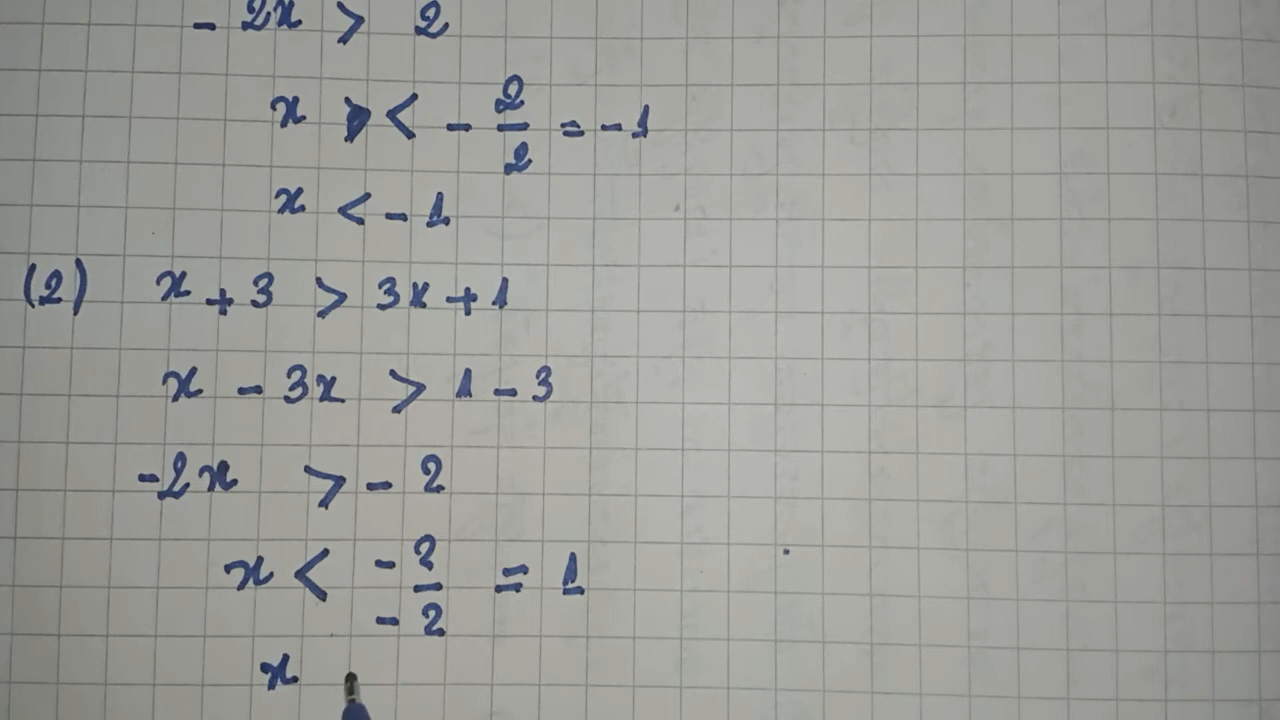 - 2x > 2
x < - 2/2 = -1
x < - 1
(2) x + 3 > 3x + 1
x - 3x > 1 - 3
-2x > - 2
x < -2/-2 = 1
x